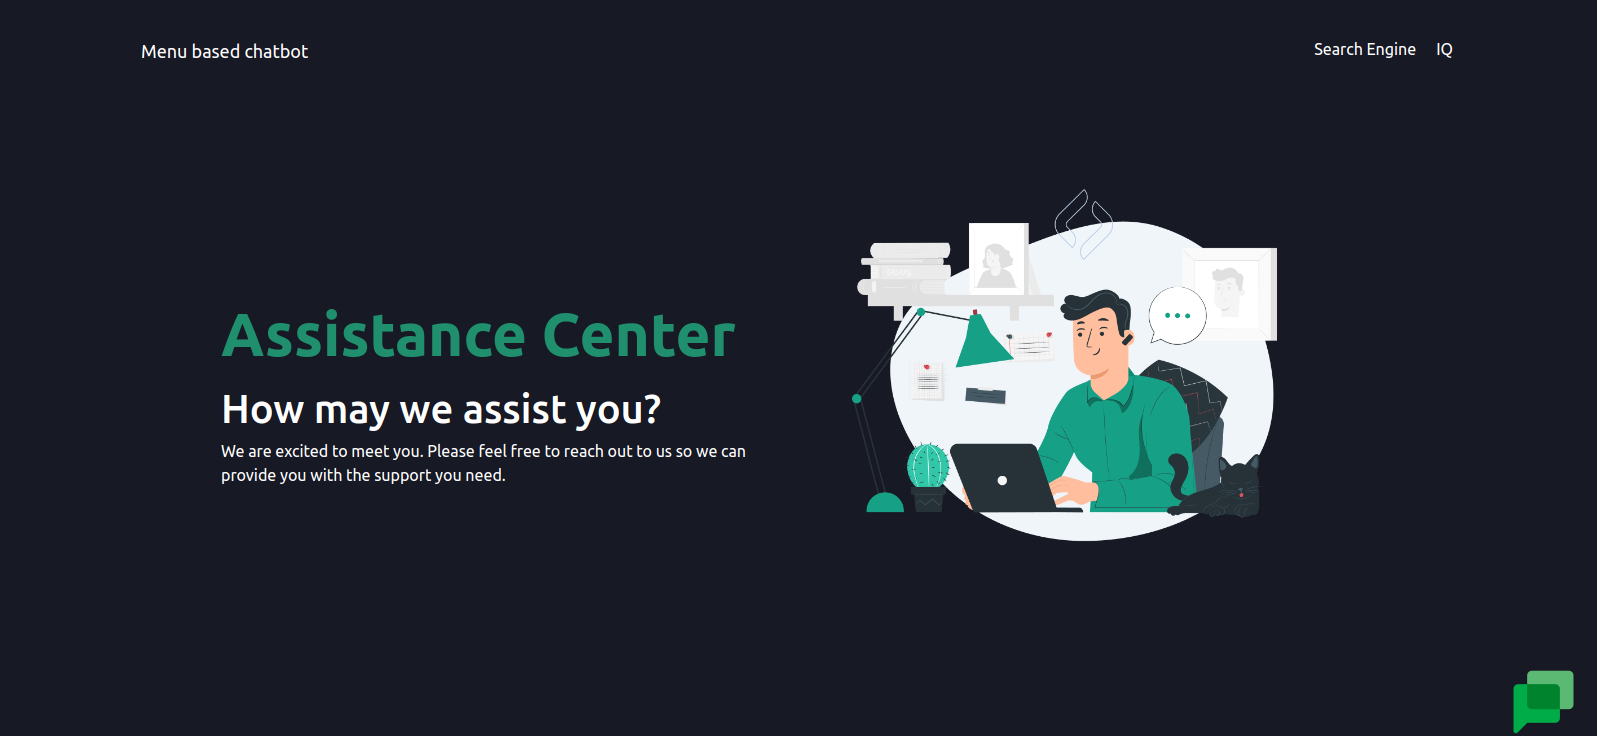 Menu based chatbot
Search Engine IQ
Assistance Center
How may we assist you?
We are excited to meet you. Please feel free to reach out to us so we can
provide you with the support you need.